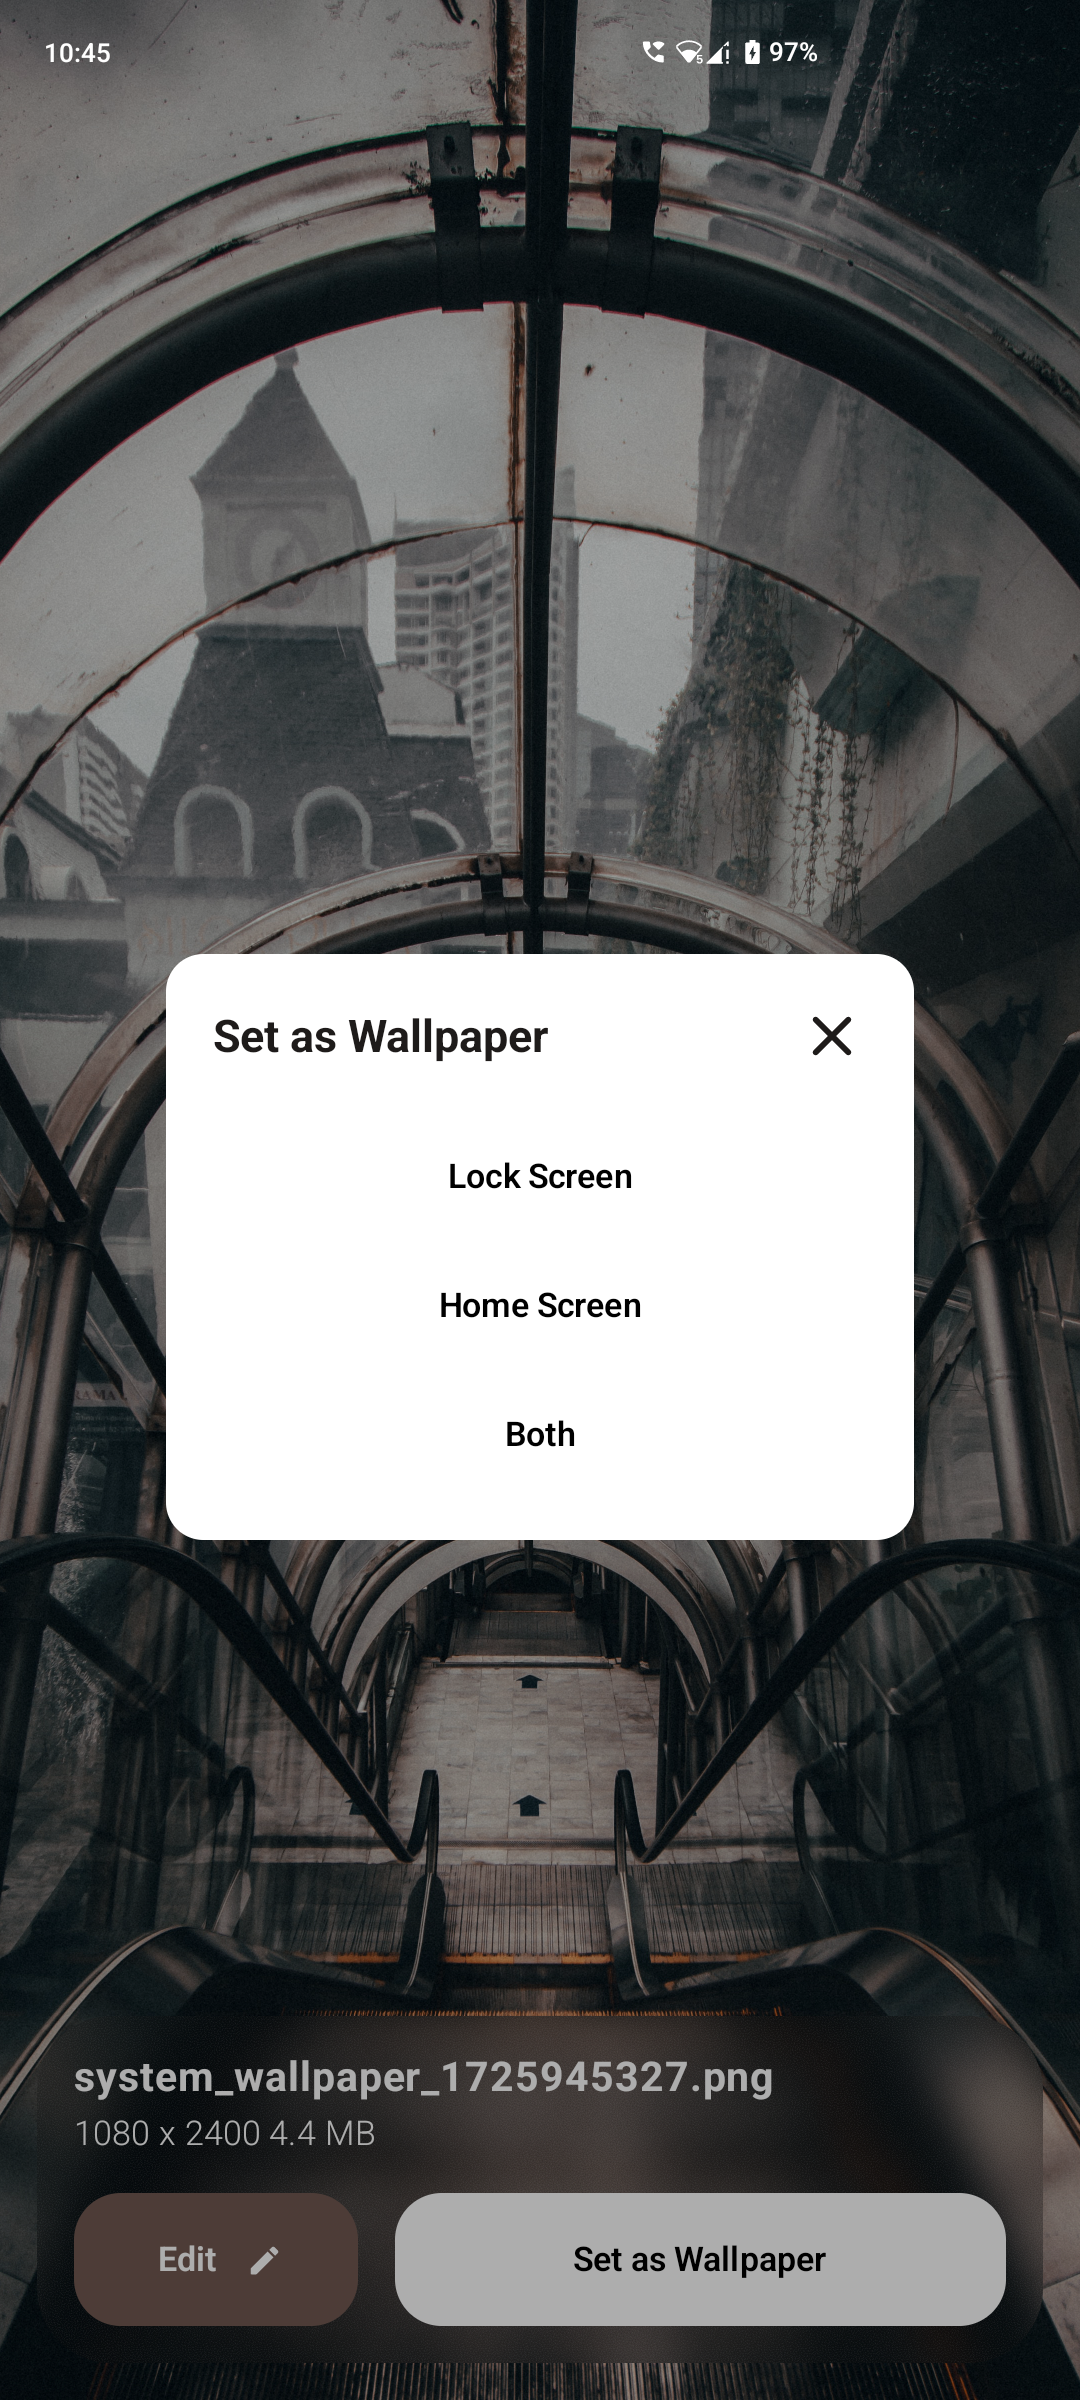 10:45
97%
Set as Wallpaper
Lock Screen
Home Screen
Both
system_wallpaper_1725945327.png
1080 x 2400 4.4 MB
Edit
Set as Wallpaper